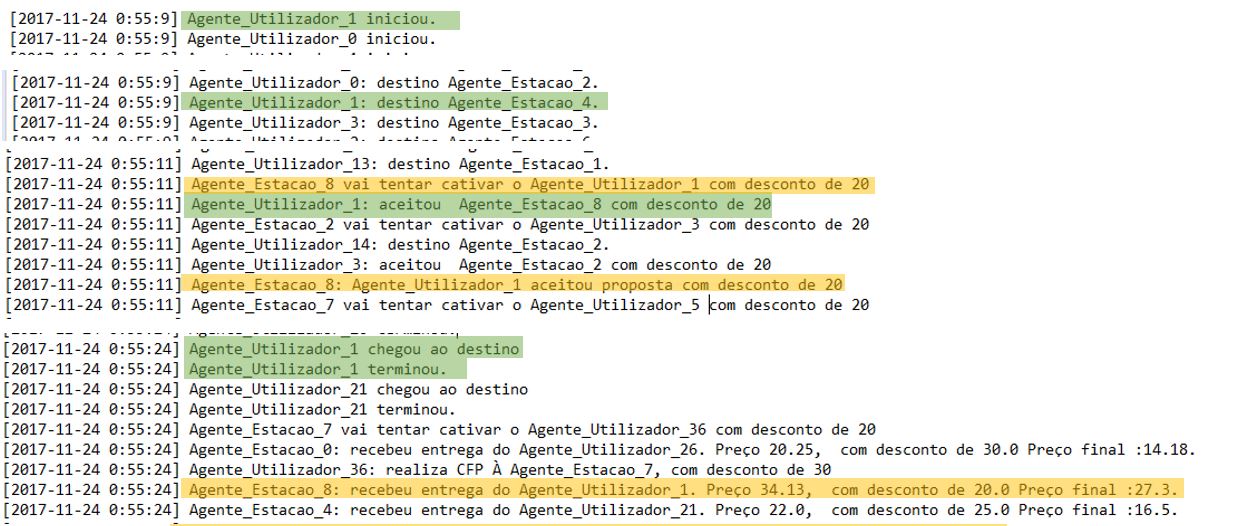 [2017-11-24 0:55:9] Agente_Utilizador_1 iniciou.
[2017-11-24 0:55:9] Agente_Utilizador_0 iniciou.
[2017-11-24 0:55:9] Agente_Utilizador_0: destino Agente_Estacao_2.
[2017-11-24 0:55:9] Agente_Utilizador_1: destino Agente_Estacao_4.
[2017-11-24 0:55:9] Agente_Utilizador_3: destino Agente_Estacao_3.
[2017-11-24 0:55:11] Agente_Utilizador_13: destino Agente_Estacao_1.
[2017-11-24 0:55:11] Agente_Estacao_8 vai tentar cativar o Agente_Utilizador_1 com desconto de 20
[2017-11-24 0:55:11] Agente_Utilizador_1: aceitou  Agente_Estacao_8 com desconto de 20
[2017-11-24 0:55:11] Agente_Estacao_2 vai tentar cativar o Agente_Utilizador_3 com desconto de 20
[2017-11-24 0:55:11] Agente_Utilizador_14: destino Agente_Estacao_2.
[2017-11-24 0:55:11] Agente_Utilizador_3: aceitou  Agente_Estacao_2 com desconto de 20
[2017-11-24 0:55:11] Agente_Estacao_8: Agente_Utilizador_1 aceitou proposta com desconto de 20
[2017-11-24 0:55:11] Agente_Estacao_7 vai tentar cativar o Agente_Utilizador_5 com desconto de 20
[2017-11-24 0:55:24] Agente_Utilizador_1 chegou ao destino
[2017-11-24 0:55:24] Agente_Utilizador_1 terminou.
[2017-11-24 0:55:24] Agente_Utilizador_21 chegou ao destino
[2017-11-24 0:55:24] Agente_Utilizador_21 terminou.
[2017-11-24 0:55:24] Agente_Estacao_7 vai tentar cativar o Agente_Utilizador_36 com desconto de 20
[2017-11-24 0:55:24] Agente_Estacao_0: recebeu entrega do Agente_Utilizador_26. Preço 20.25,  com desconto de 30.0 Preço final :14.18.
[2017-11-24 0:55:24] Agente_Utilizador_36: realiza CFP À Agente_Estacao_7, com desconto de 30
[2017-11-24 0:55:24] Agente_Estacao_8: recebeu entrega do Agente_Utilizador_1. Preço 34.13,  com desconto de 20.0 Preço final :27.3.
[2017-11-24 0:55:24] Agente_Estacao_4: recebeu entrega do Agente_Utilizador_21. Preço 22.0,  com desconto de 25.0 Preço final :16.5.